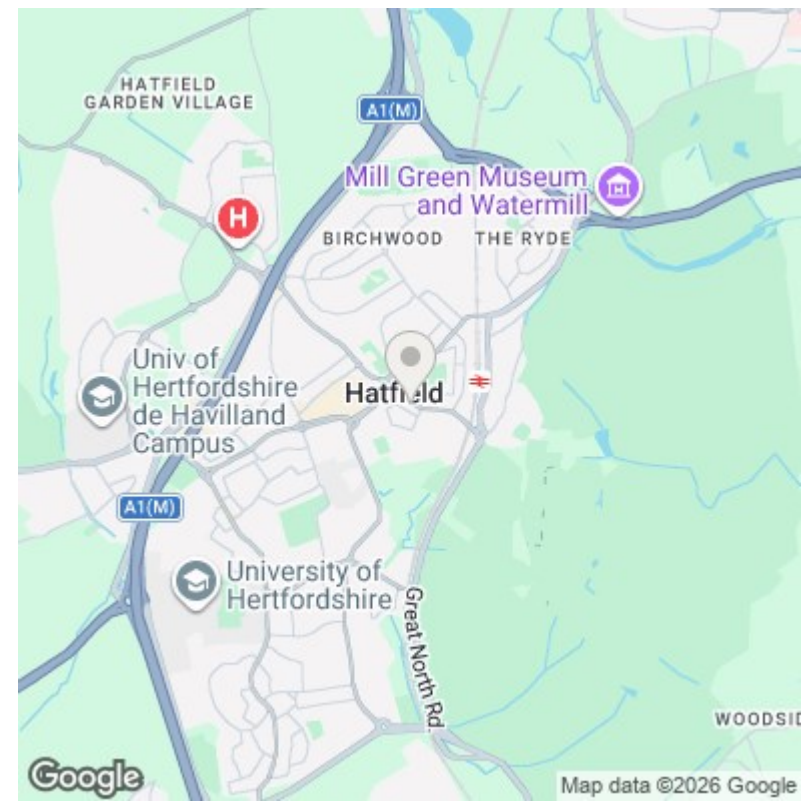 HATFIELD
GARDEN VILLAGE
A1(M)
Mill Green Museum
and Watermill
H
BIRCHWOOD
THE RYDE
Univ of
Hertfordshire
de Havilland
Campus
Hatfield
A1(M)
University of
Hertfordshire
Great North Rd.
WOODSID
Google
Map data ©2026 Google